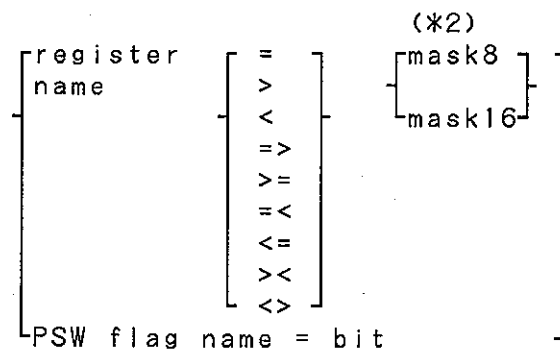 (*2)
register = mask8
name >
< mask16
=>
>=
=<
<=
><
<>
PSW flag name = bit